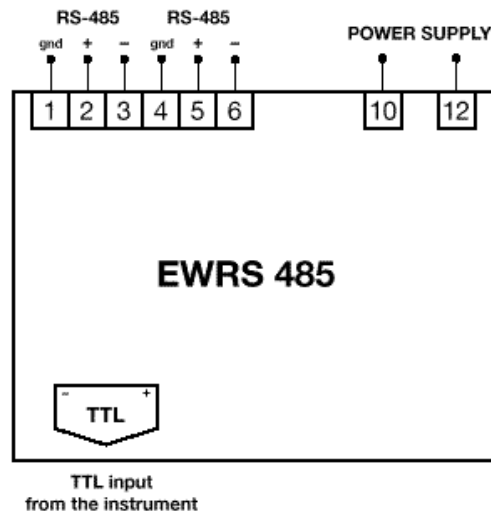 RS-485 RS-485
gnd + – gnd + –
POWER SUPPLY
1 2 3 4 5 6 10 12
EWRS 485
– +
TTL
TTL input
from the instrument